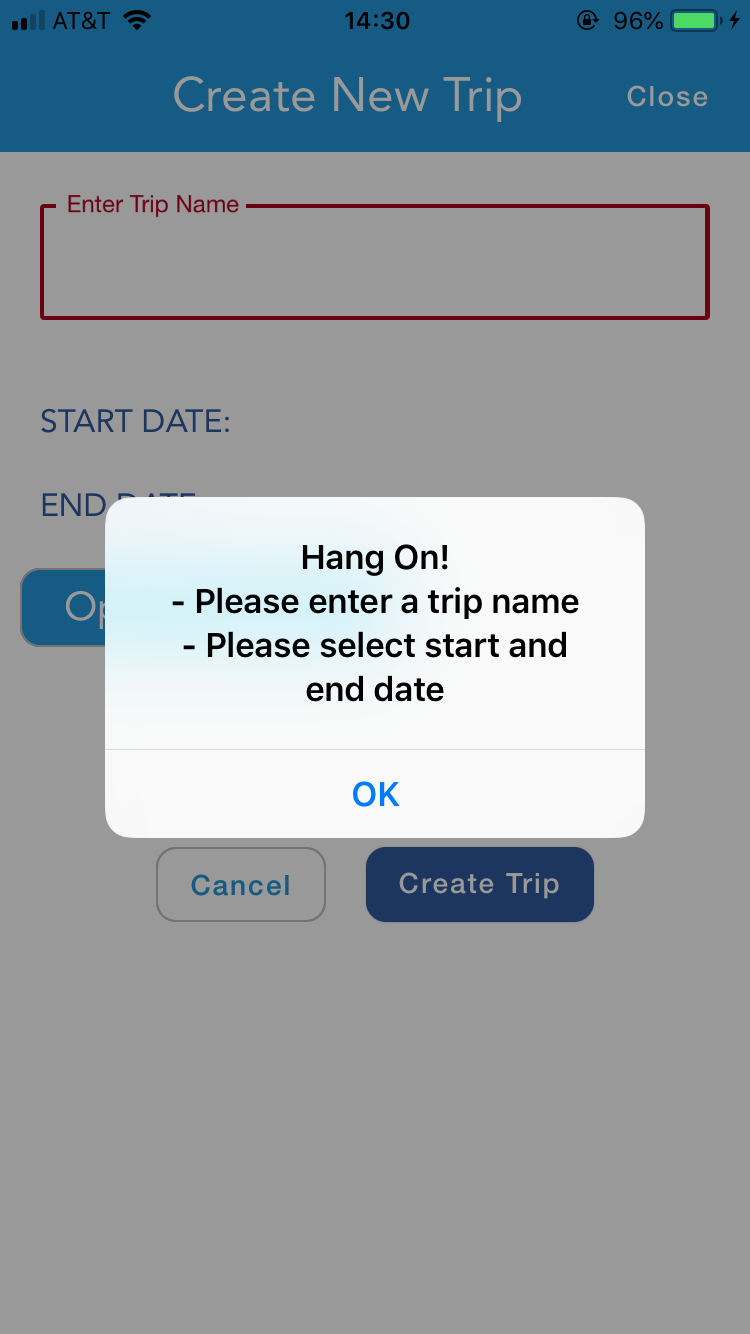 AT&T 14:30 96%
Create New Trip Close
Enter Trip Name
START DATE:
END DATE
Hang On!
- Please enter a trip name
- Please select start and
end date
OK
Cancel Create Trip